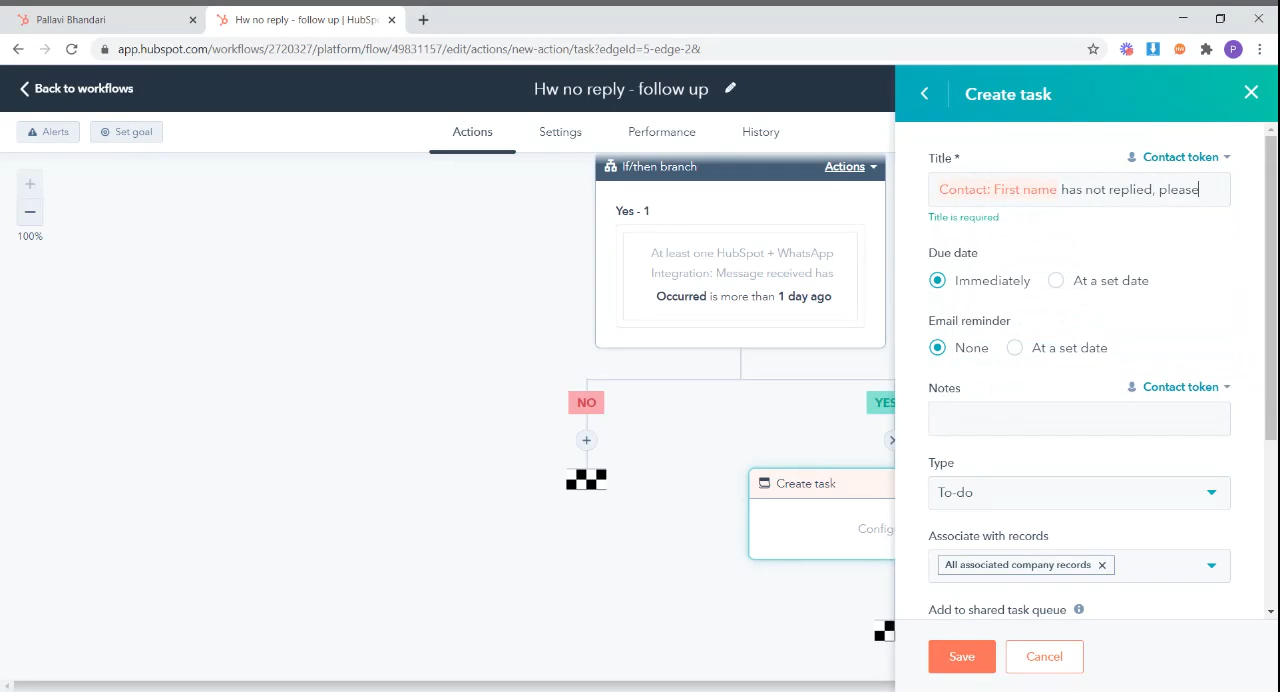 Pallavi Bhandari
Hw no reply - follow up | HubSp
app.hubspot.com/workflows/2720327/platform/flow/49831157/edit/actions/new-action/task?edgeId=5-edge-2&
P
Back to workflows
Hw no reply - follow up
Create task
Alerts
Set goal
Actions
Settings
Performance
History
100%
If/then branch
Actions
Yes - 1
At least one HubSpot + WhatsApp
Integration: Message received has
Occurred is more than 1 day ago
NO
YES
Create task
Config
Title *
Contact token
Contact: First name has not replied, please
Title is required
Due date
Immediately
At a set date
Email reminder
None
At a set date
Notes
Contact token
Type
To-do
Associate with records
All associated company records
Add to shared task queue
Save
Cancel